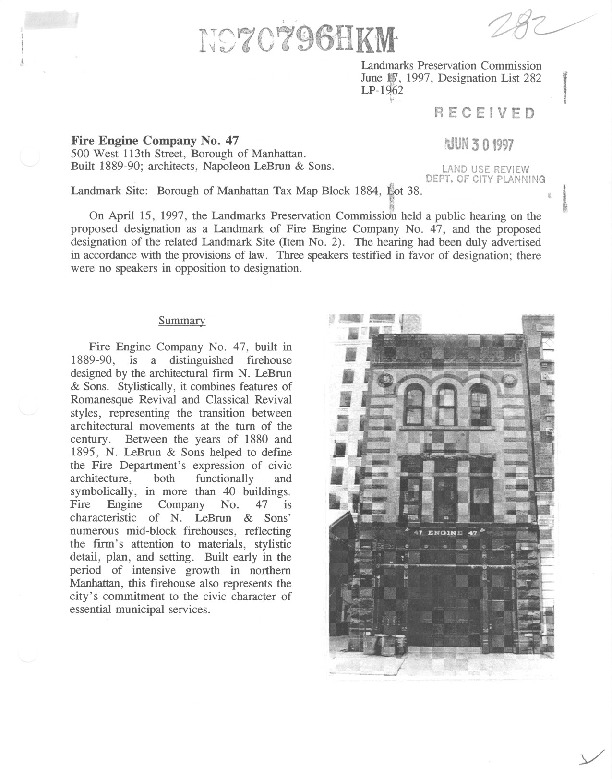 N970796HKM
282
Landmarks Preservation Commission
June 17, 1997, Designation List 282
LP-1962
RECEIVED
JUN 30 1997
LAND USE REVIEW
DEPT. OF CITY PLANNING
Fire Engine Company No. 47
500 West 113th Street, Borough of Manhattan.
Built 1889-90; architects, Napoleon LeBrun & Sons.
Landmark Site: Borough of Manhattan Tax Map Block 1884, Lot 38.
On April 15, 1997, the Landmarks Preservation Commission held a public hearing on the
proposed designation as a Landmark of Fire Engine Company No. 47, and the proposed
designation of the related Landmark Site (Item No. 2). The hearing had been duly advertised
in accordance with the provisions of law. Three speakers testified in favor of designation; there
were no speakers in opposition to designation.
Summary
Fire Engine Company No. 47, built in
1889-90, is a distinguished firehouse
designed by the architectural firm N. LeBrun
& Sons. Stylistically, it combines features of
Romanesque Revival and Classical Revival
styles, representing the transition between
architectural movements at the turn of the
century. Between the years of 1880 and
1895, N. LeBrun & Sons helped to define
the Fire Department's expression of civic
architecture, both functionally and
symbolically, in more than 40 buildings.
Fire Engine Company No. 47 is
characteristic of N. LeBrun & Sons'
numerous mid-block firehouses, reflecting
the firm's attention to materials, stylistic
detail, plan, and setting. Built early in the
period of intensive growth in northern
Manhattan, this firehouse also represents the
city's commitment to the civic character of
essential municipal services.
47 ENGINE 47